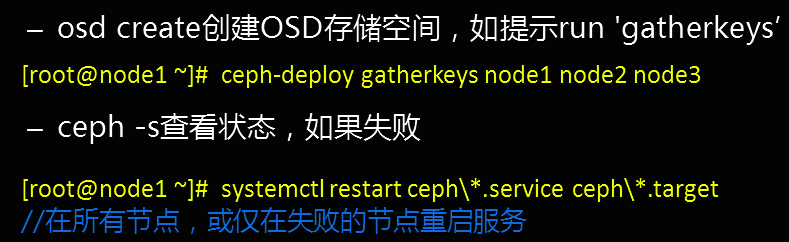 – osd create创建OSD存储空间，如提示run 'gatherkeys’
[root@node1 ~]# ceph-deploy gatherkeys node1 node2 node3
– ceph -s查看状态，如果失败
[root@node1 ~]# systemctl restart ceph\*.service ceph\*.target
//在所有节点，或仅在失败的节点重启服务